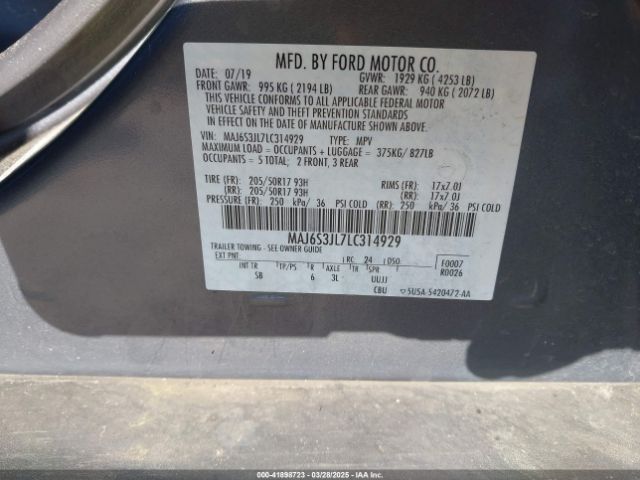 MFD. BY FORD MOTOR CO.
DATE: 07/19 GVWR: 1929 KG ( 4253 LB)
FRONT GAWR: 995 KG ( 2194 LB) REAR GAWR: 940 KG ( 2072 LB)
THIS VEHICLE CONFORMS TO ALL APPLICABLE FEDERAL MOTOR
VEHICLE SAFETY AND THEFT PREVENTION STANDARDS
IN EFFECT ON THE DATE OF MANUFACTURE SHOWN ABOVE.
VIN: MAJ6S3JL7LC314929 TYPE: MPV
MAXIMUM LOAD = OCCUPANTS + LUGGAGE = 375KG/ 827LB
OCCUPANTS = 5 TOTAL; 2 FRONT, 3 REAR
TIRE (FR): 205/50R17 93H RIMS (FR): 17x7.0J
(RR): 205/50R17 93H (RR): 17x7.0J
PRESSURE (FR): 250 kPa/ 36 PSI COLD (RR): 250 kPa/ 36 PSI COLD
MAJ6S3JL7LC314929
TRAILER TOWING - SEE OWNER GUIDE
EXT PNT: RC: 24 DSO: F0007
R0026
INT TR TP/PS R AXLE TR SPR
SB 6 3L UUJJ
CBU 5U5A-5420472-AA
000-41898723 - 03/28/2025 - IAAI.COM